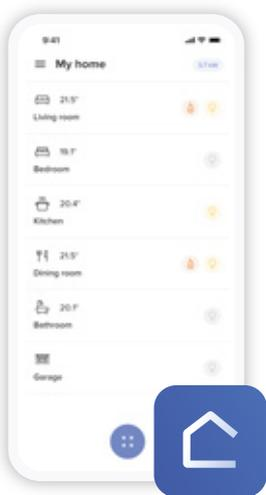 9:41
My home
21.5°
Living room
19.1°
Bedroom
20.4°
Kitchen
21.5°
Dining room
20.1°
Bathroom
Garage